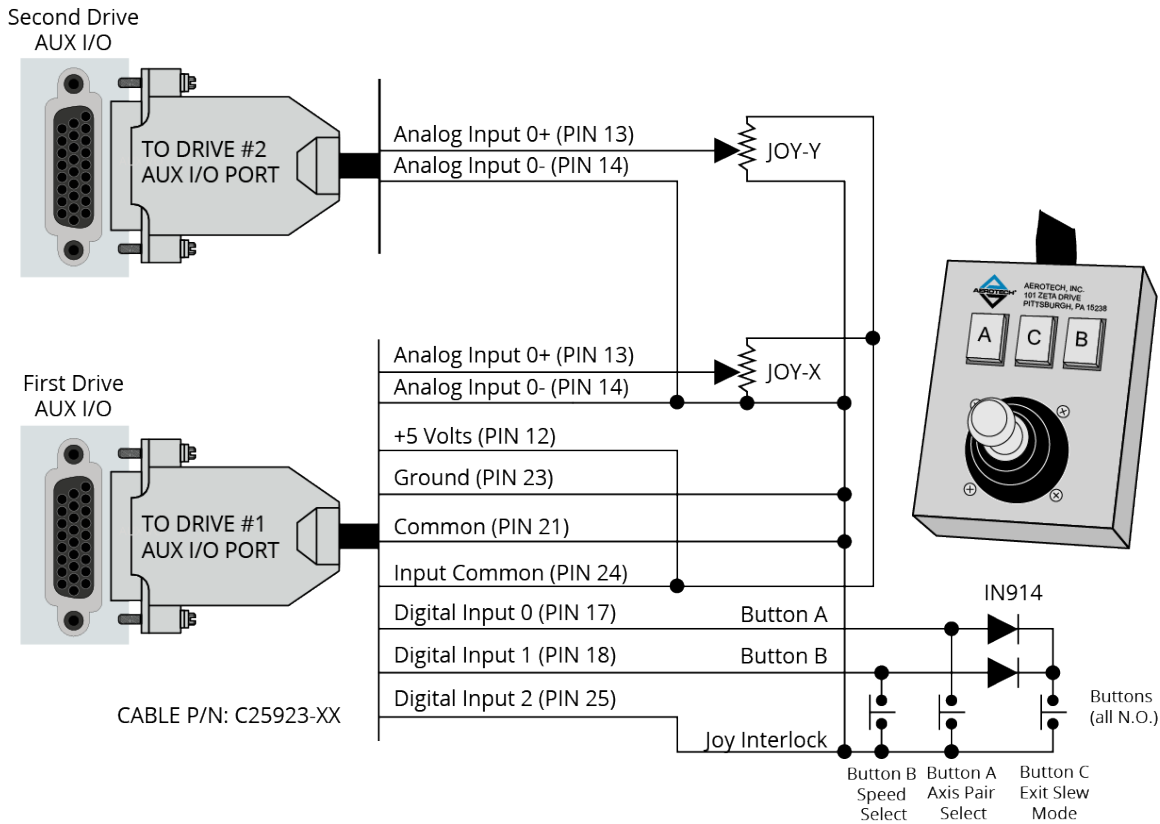 Second Drive
AUX I/O
TO DRIVE #2
AUX I/O PORT
Analog Input 0+ (PIN 13)
Analog Input 0- (PIN 14)
JOY-Y
AEROTECH
AEROTECH, INC.
101 ZETA DRIVE
PITTSBURGH, PA 15238
A
C
B
First Drive
AUX I/O
TO DRIVE #1
AUX I/O PORT
Analog Input 0+ (PIN 13)
Analog Input 0- (PIN 14)
JOY-X
+5 Volts (PIN 12)
Ground (PIN 23)
Common (PIN 21)
Input Common (PIN 24)
Digital Input 0 (PIN 17)
Button A
IN914
Digital Input 1 (PIN 18)
Button B
Digital Input 2 (PIN 25)
Joy Interlock
CABLE P/N: C25923-XX
Buttons
(all N.O.)
Button B
Speed
Select
Button A
Axis Pair
Select
Button C
Exit Slew
Mode